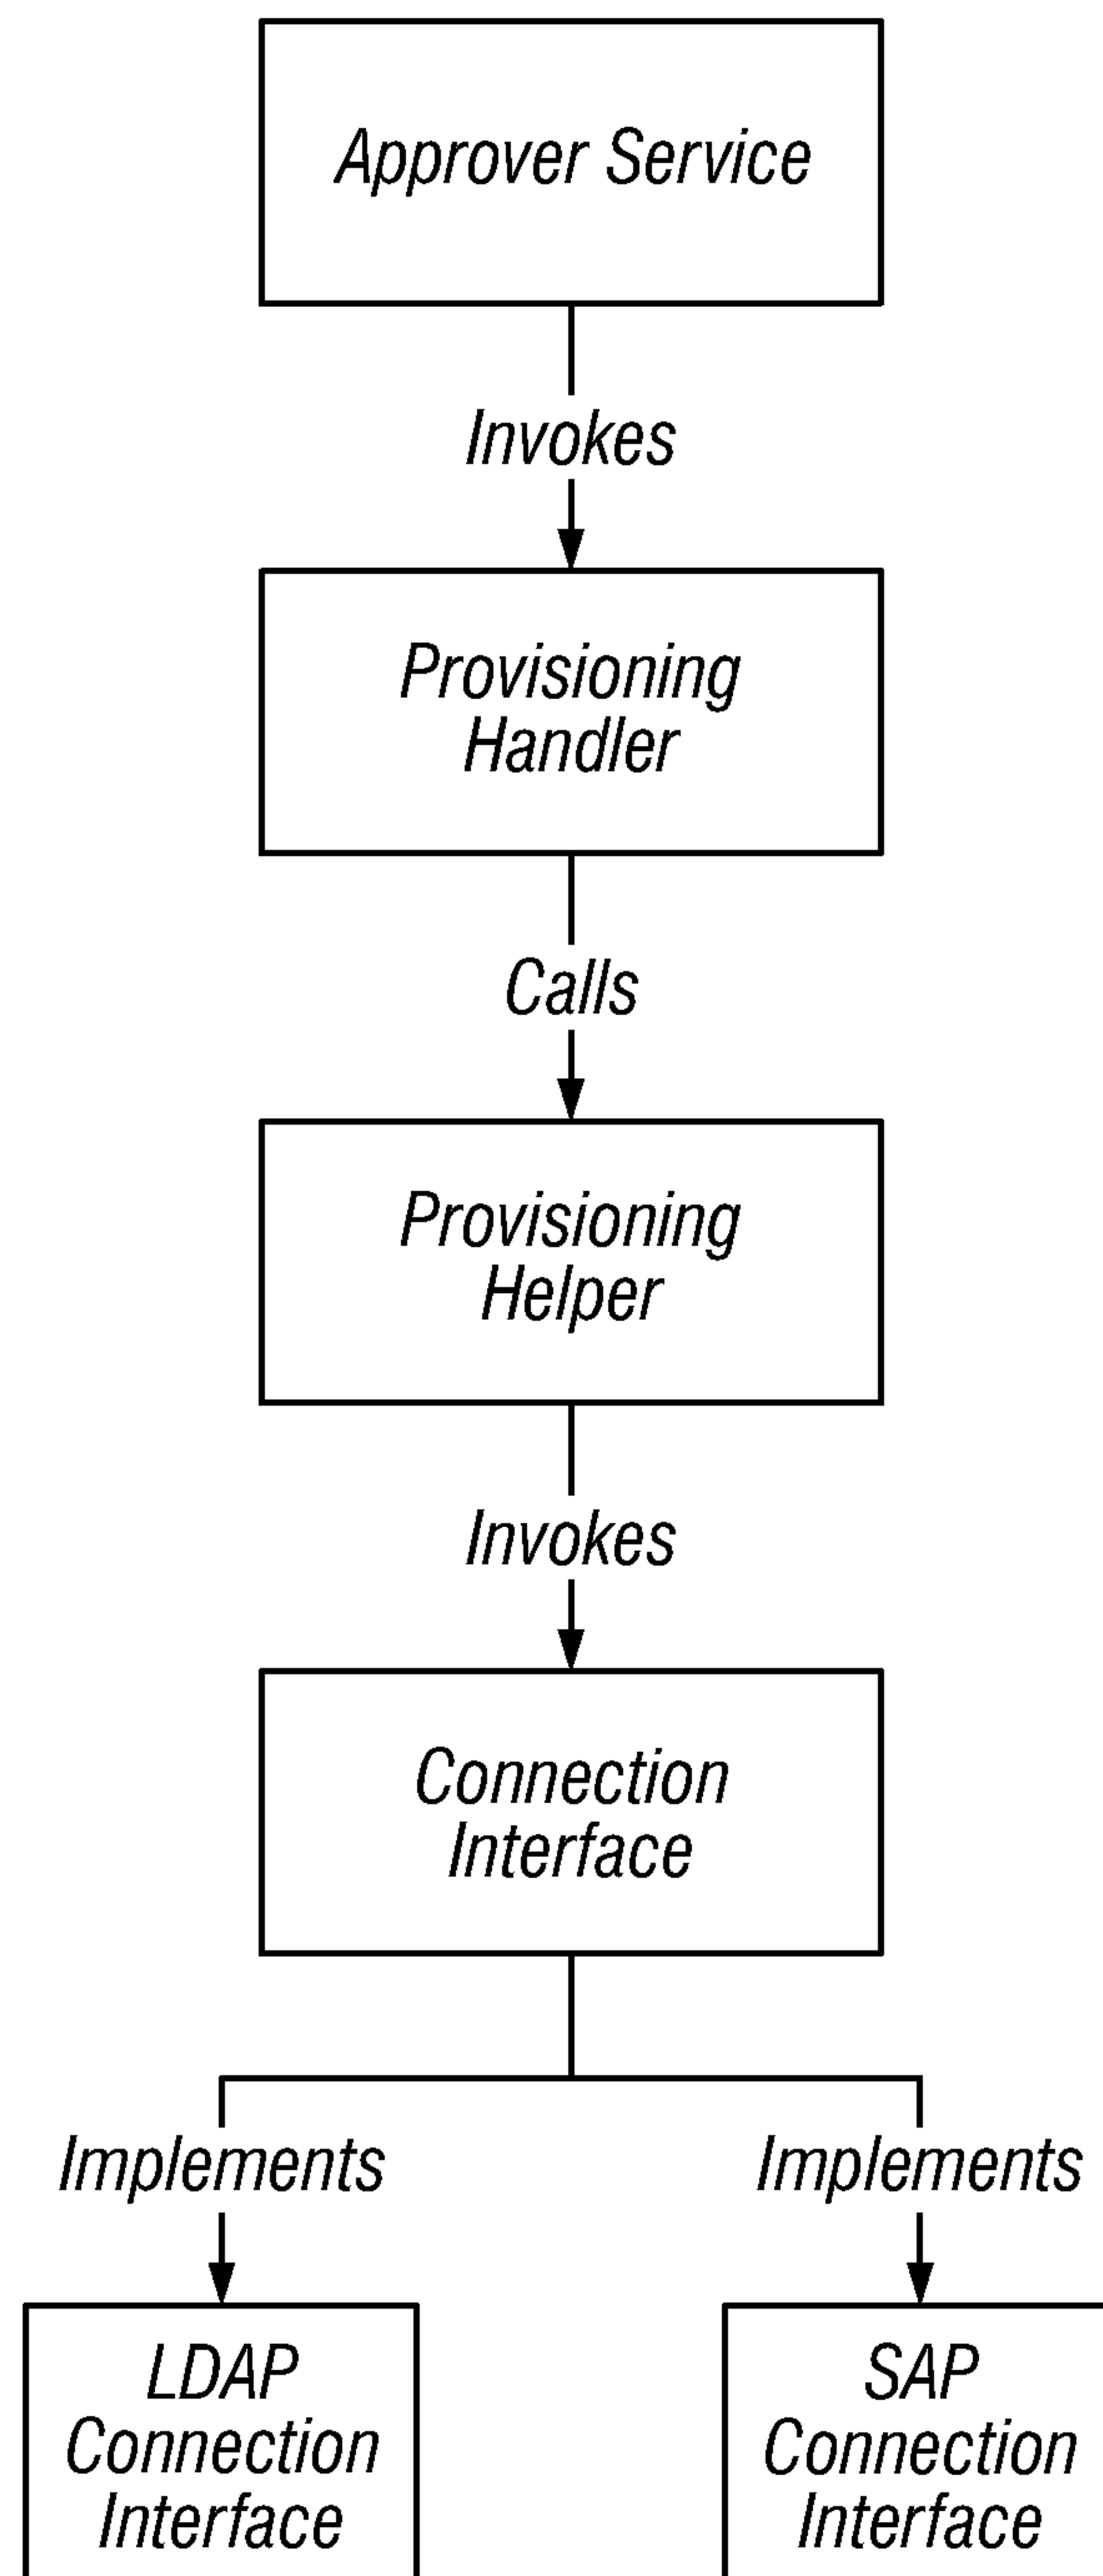 Approver Service
Invokes
Provisioning
Handler
Calls
Provisioning
Helper
Invokes
Connection
Interface
Implements
Implements
LDAP
Connection
Interface
SAP
Connection
Interface